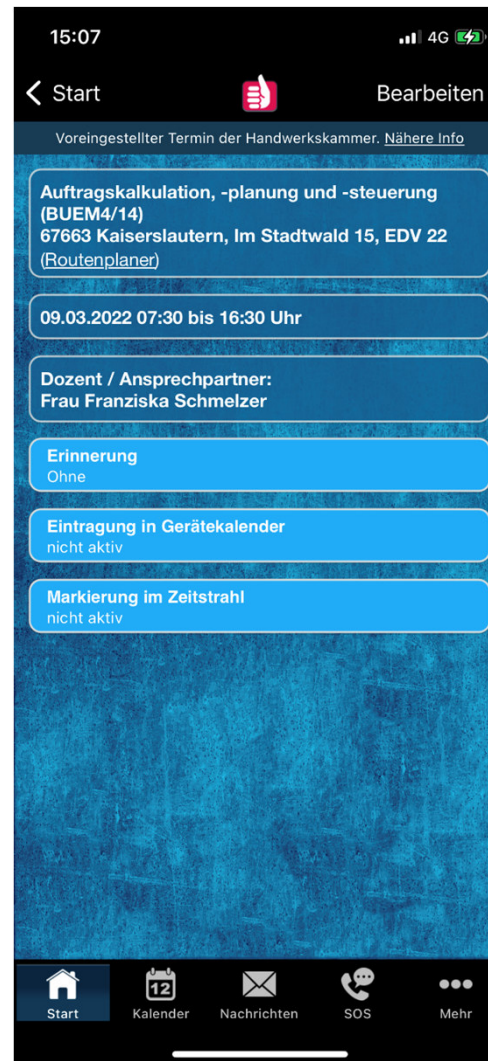 15:07
4G
Start
Bearbeiten
Voreingestellter Termin der Handwerkskammer. Nähere Info
Auftragskalkulation, -planung und -steuerung
(BUEM4/14)
67663 Kaiserslautern, Im Stadtwald 15, EDV 22
(Routenplaner)
09.03.2022 07:30 bis 16:30 Uhr
Dozent / Ansprechpartner:
Frau Franziska Schmelzer
Erinnerung
Ohne
Eintragung in Gerätekalender
nicht aktiv
Markierung im Zeitstrahl
nicht aktiv
12
Start
Kalender
Nachrichten
SOS
Mehr